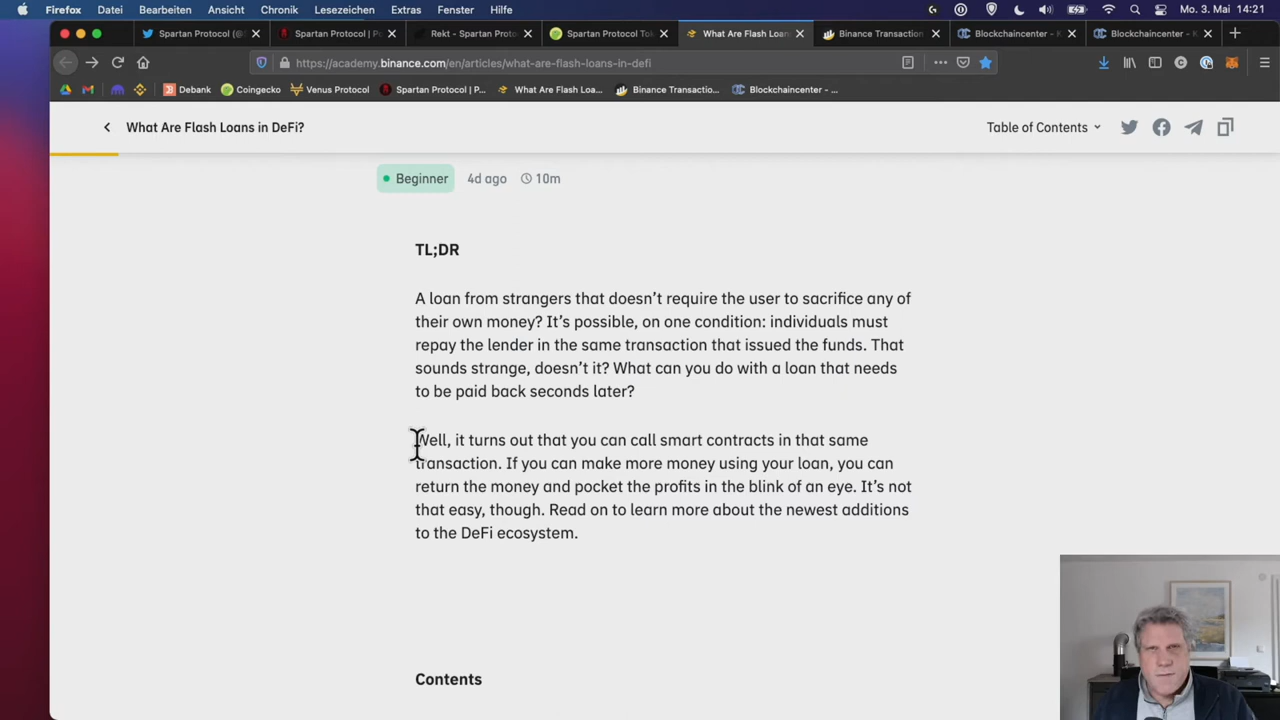 Firefox Datei Bearbeiten Ansicht Chronik Lesezeichen Extras Fenster Hilfe Mo. 3. Mai 14:21
Spartan Protocol (@ Spartan Protocol | P Rekt - Spartan Proto Spartan Protocol To What Are Flash Loan Binance Transaction Blockchaincenter - K Blockchaincenter - K
https://academy.binance.com/en/articles/what-are-flash-loans-in-defi
Debank Coingecko Venus Protocol Spartan Protocol | P... What Are Flash Loa... Binance Transactio... Blockchaincenter - ...
What Are Flash Loans in DeFi? Table of Contents
Beginner 4d ago 10m
TL;DR
A loan from strangers that doesn’t require the user to sacrifice any of
their own money? It’s possible, on one condition: individuals must
repay the lender in the same transaction that issued the funds. That
sounds strange, doesn’t it? What can you do with a loan that needs
to be paid back seconds later?
Well, it turns out that you can call smart contracts in that same
transaction. If you can make more money using your loan, you can
return the money and pocket the profits in the blink of an eye. It’s not
that easy, though. Read on to learn more about the newest additions
to the DeFi ecosystem.
Contents